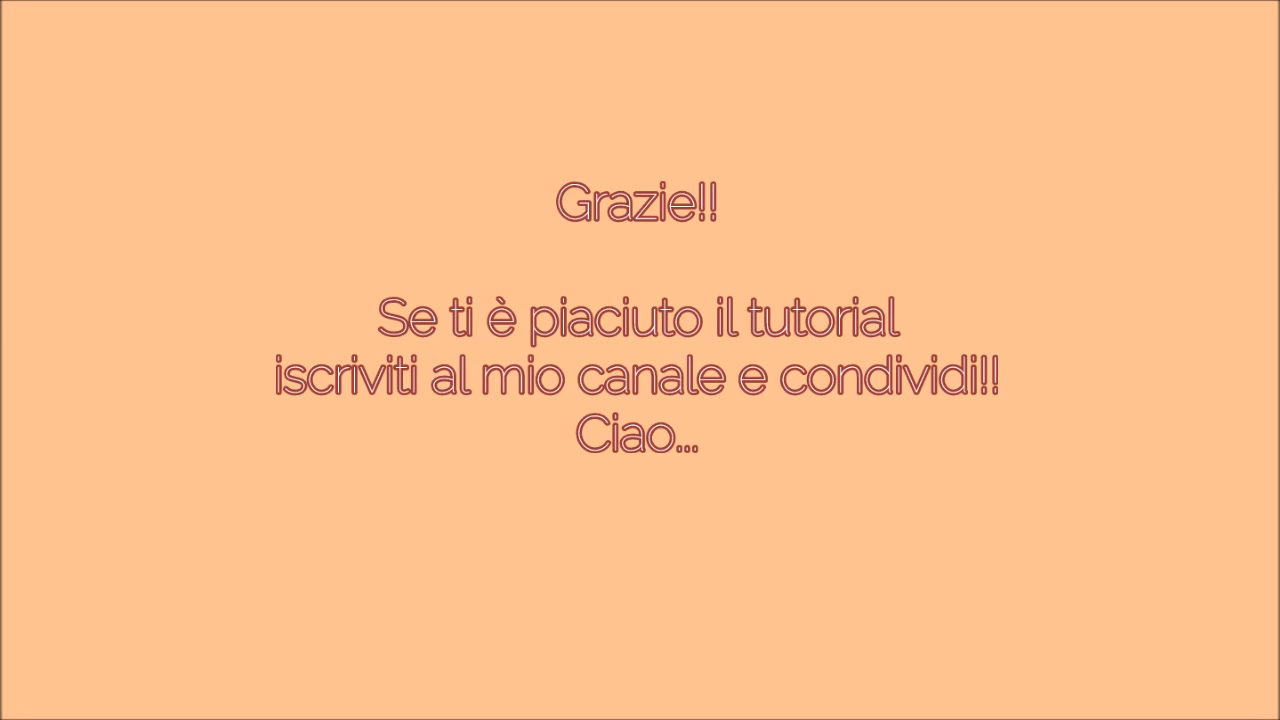 Grazie!!
Se ti è piaciuto il tutorial
iscriviti al mio canale e condividi!!
Ciao...